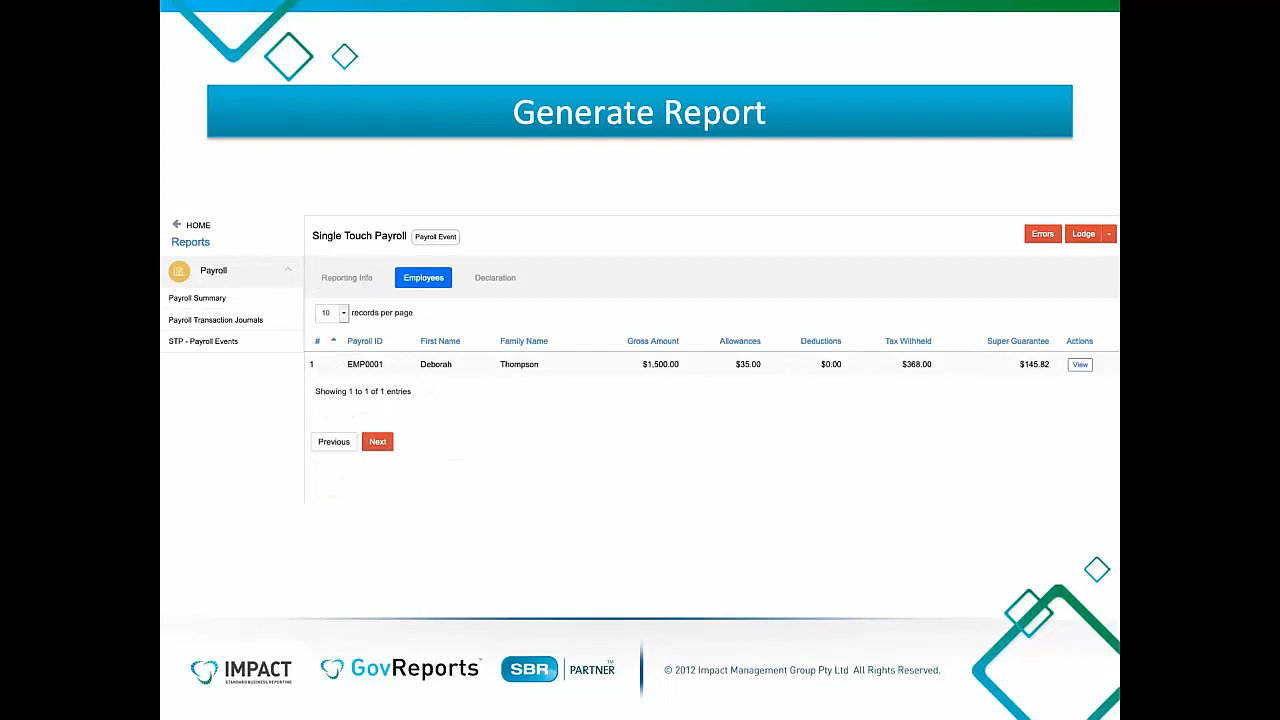 Generate Report
HOME
Reports
Payroll
Payroll Summary
Payroll Transaction Journals
STP - Payroll Events
Single Touch Payroll Payroll Event Errors Lodge
Reporting Info Employees Declaration
10 records per page
# Payroll ID First Name Family Name Gross Amount Allowances Deductions Tax Withheld Super Guarantee Actions
1 EMP0001 Deborah Thompson $1,500.00 $35.00 $0.00 $368.00 $145.82 View
Showing 1 to 1 of 1 entries
Previous Next
IMPACT
STANDARD BUSINESS REPORTING
GovReports™
SBR PARTNER™
© 2012 Impact Management Group Pty Ltd All Rights Reserved.